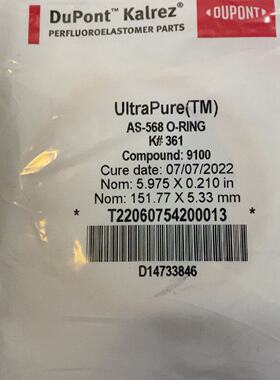 DuPont™ Kalrez®
PERFLUOROELASTOMER PARTS
‹DUPONT›
UltraPure(TM)
AS-568 O-RING
K# 361
Compound: 9100
Cure date: 07/07/2022
Nom: 5.975 X 0.210 in
Nom: 151.77 X 5.33 mm
* T22060754200013 *
D14733846